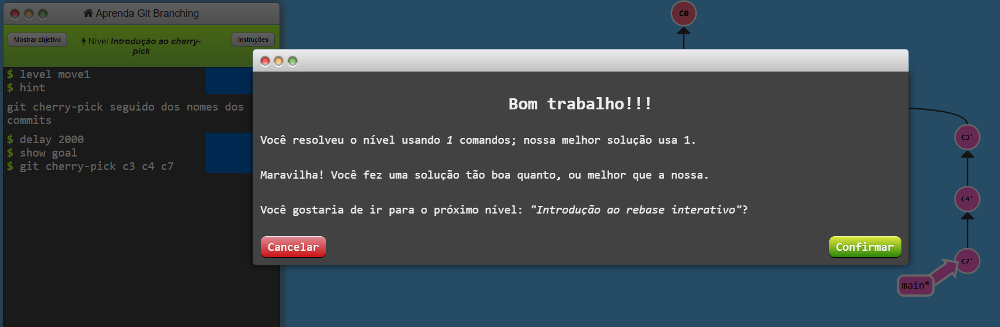 Aprenda Git Branching
Mostrar objetivo
Nivel Introdução ao cherry-
pick
Instruções
$ level move1
$ hint
git cherry-pick seguido dos nomes dos
commits
$ delay 2000
$ show goal
$ git cherry-pick c3 c4 c7
C0
Bom trabalho!!!
Você resolveu o nível usando 1 comandos; nossa melhor solução usa 1.
Maravilha! Você fez uma solução tão boa quanto, ou melhor que a nossa.
Você gostaria de ir para o próximo nível: "Introdução ao rebase interativo"?
Cancelar
Confirmar
C3'
C4'
C7'
main*